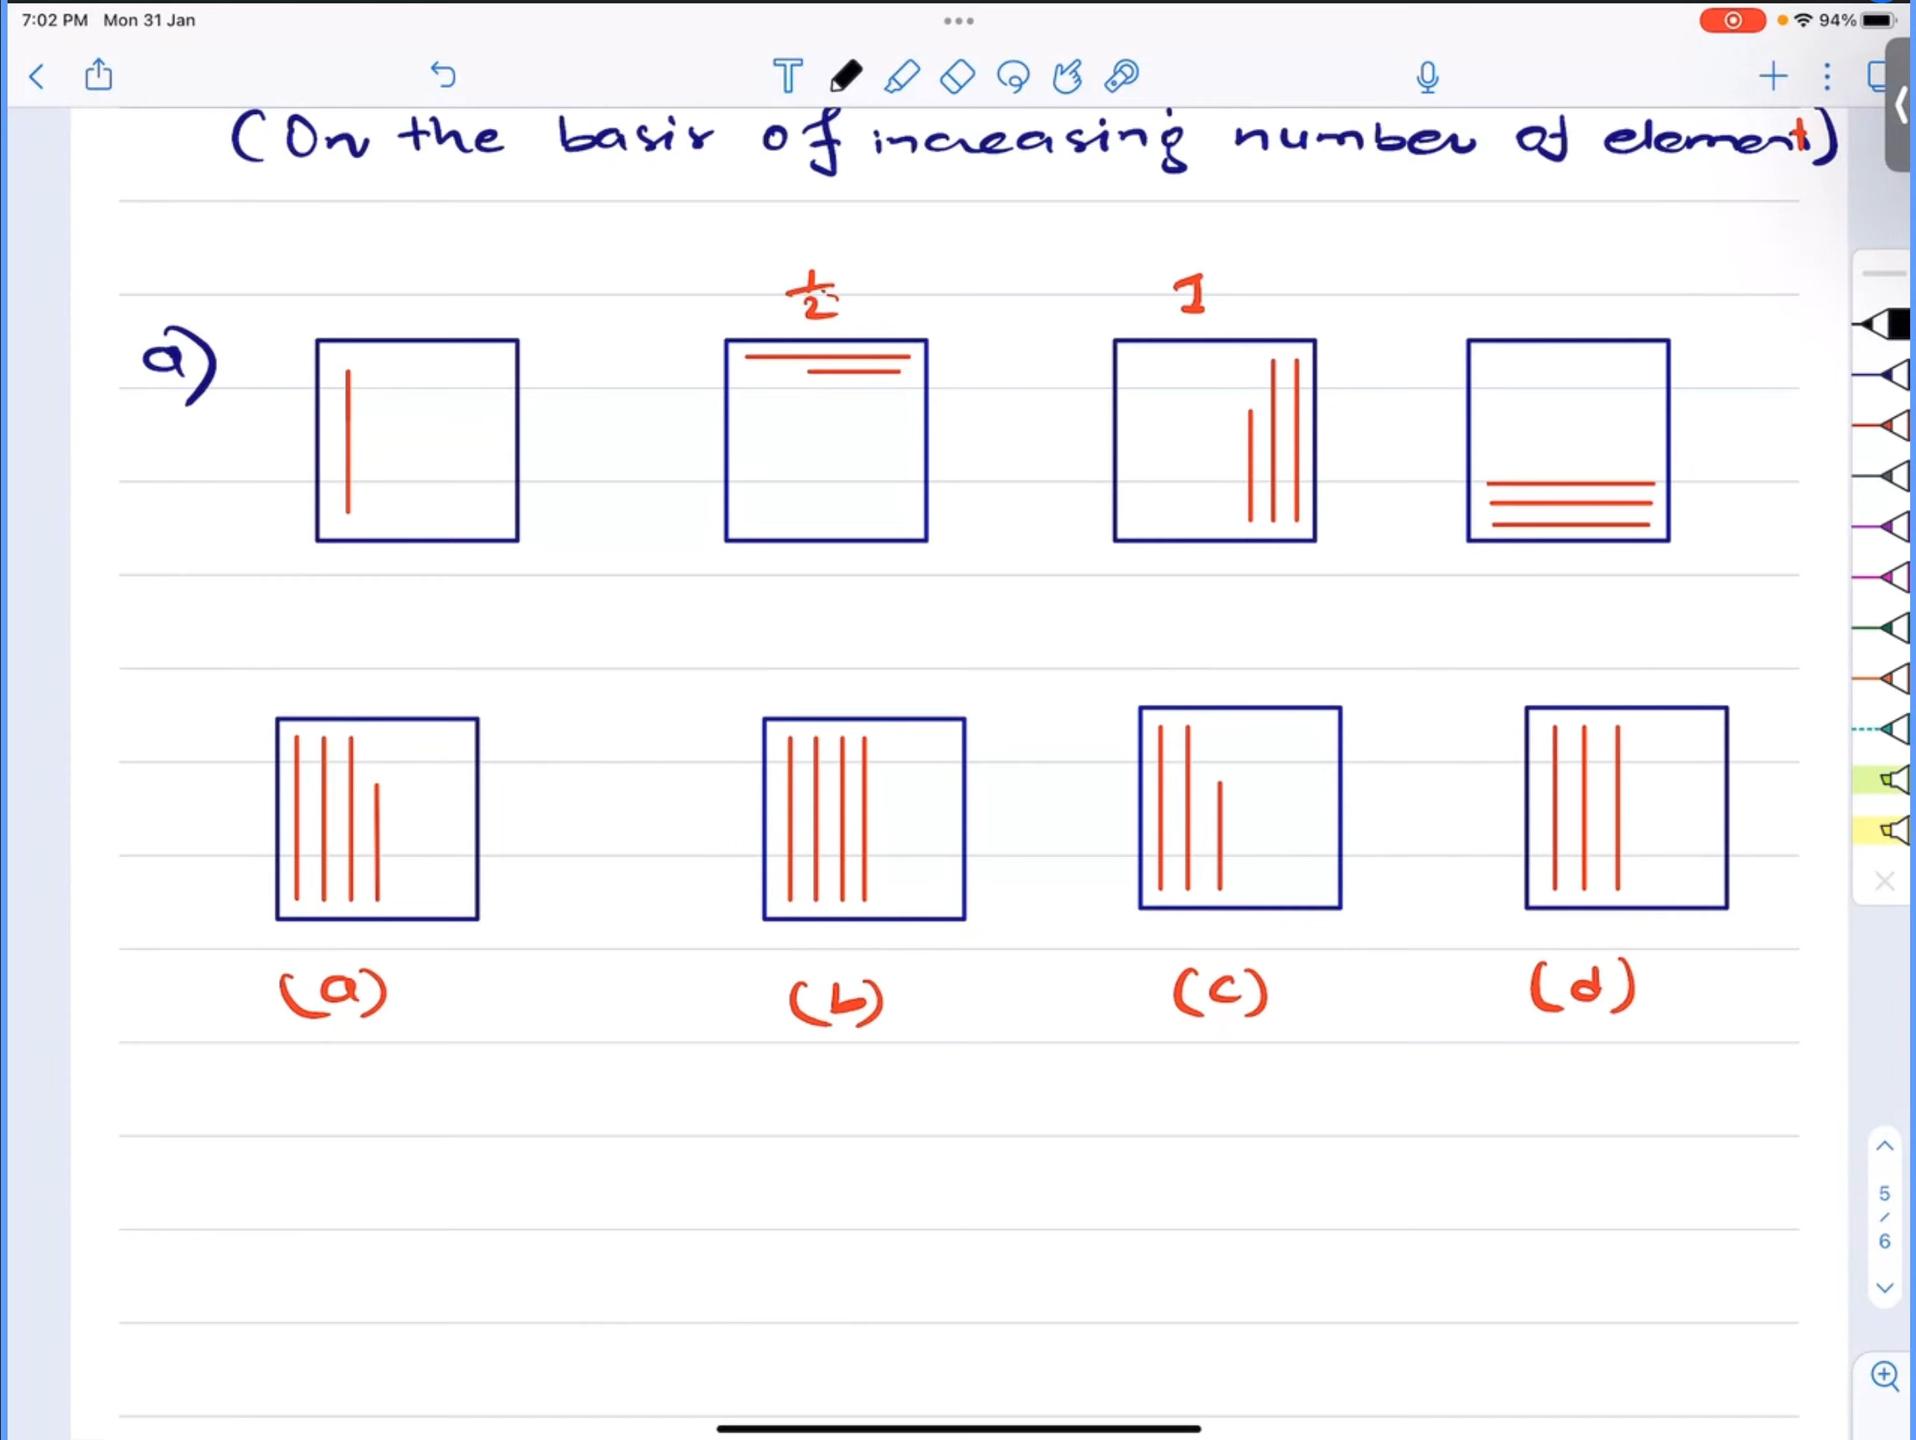 7:02 PM Mon 31 Jan
94%
T
(On the basis of increasing number of element)
1/2
1
a)
(a) (b) (c) (d)
5
/
6